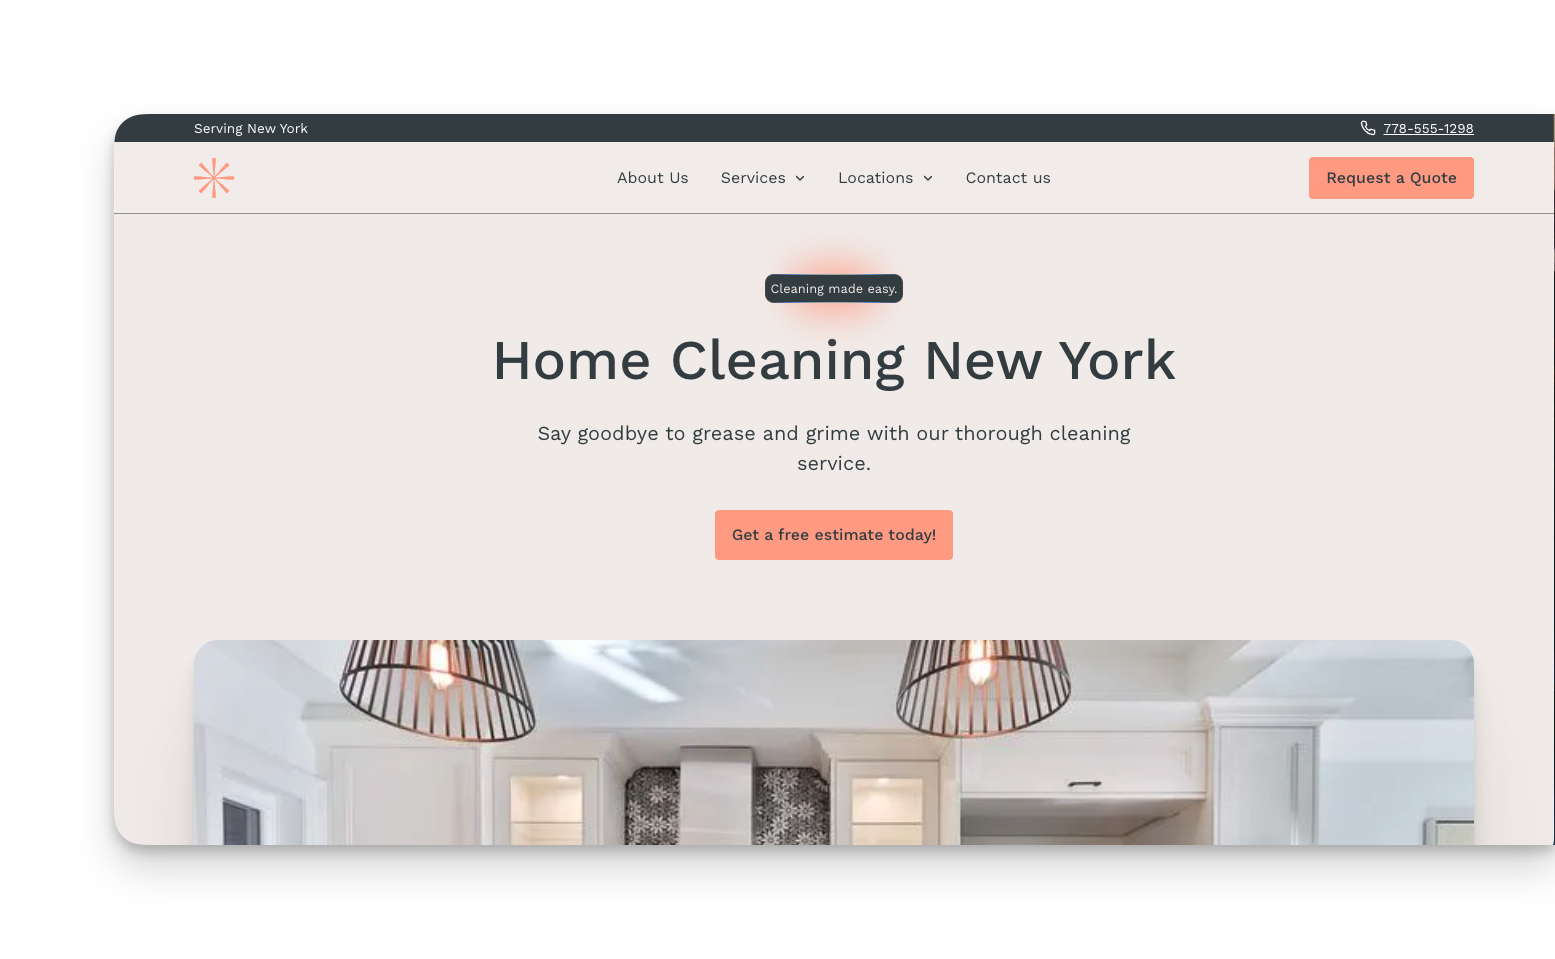 Serving New York
778-555-1298
About Us
Services
Locations
Contact us
Request a Quote
Cleaning made easy.
Home Cleaning New York
Say goodbye to grease and grime with our thorough cleaning
service.
Get a free estimate today!